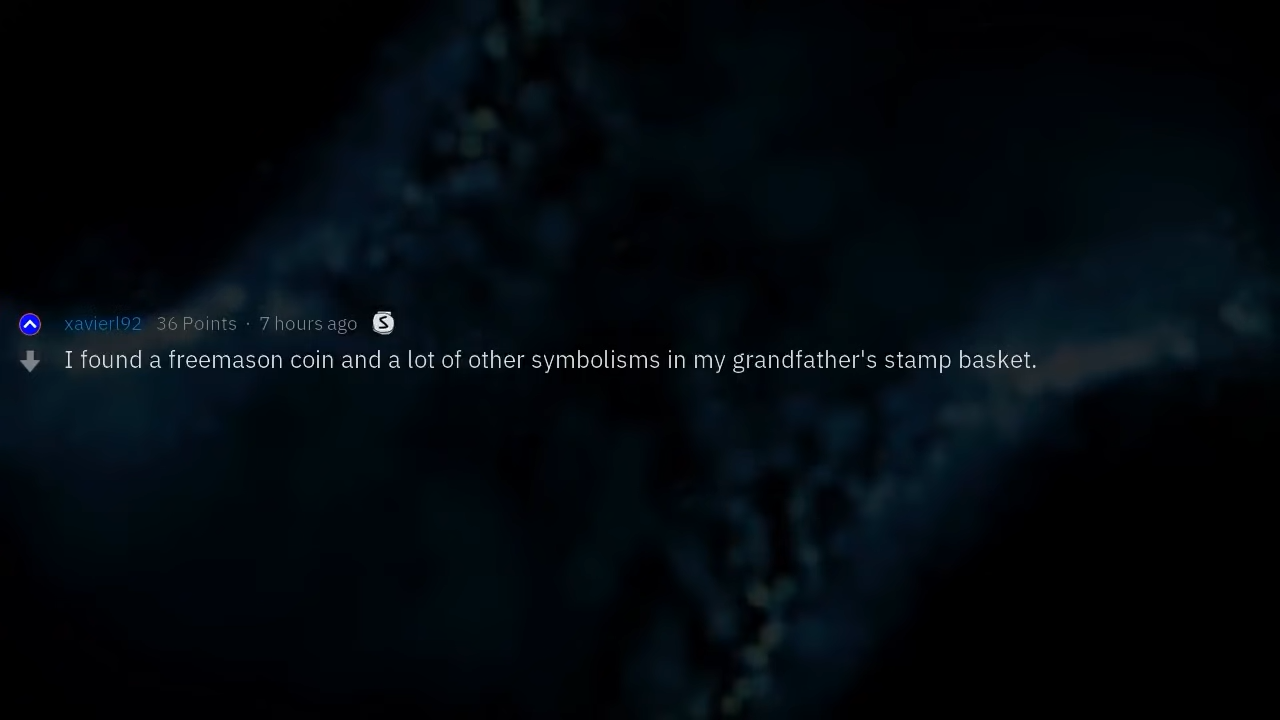 xavierl92 36 Points · 7 hours ago S
I found a freemason coin and a lot of other symbolisms in my grandfather's stamp basket.